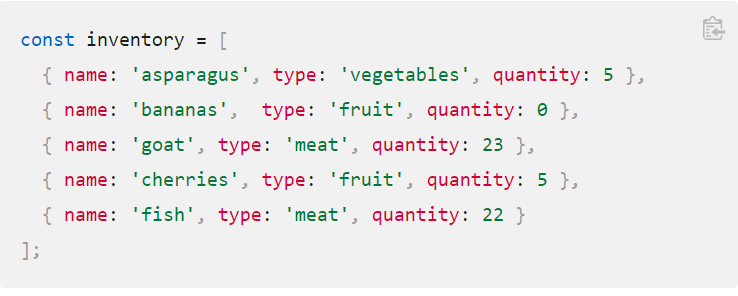 const inventory = [
  { name: 'asparagus', type: 'vegetables', quantity: 5 },
  { name: 'bananas',  type: 'fruit', quantity: 0 },
  { name: 'goat', type: 'meat', quantity: 23 },
  { name: 'cherries', type: 'fruit', quantity: 5 },
  { name: 'fish', type: 'meat', quantity: 22 }
];